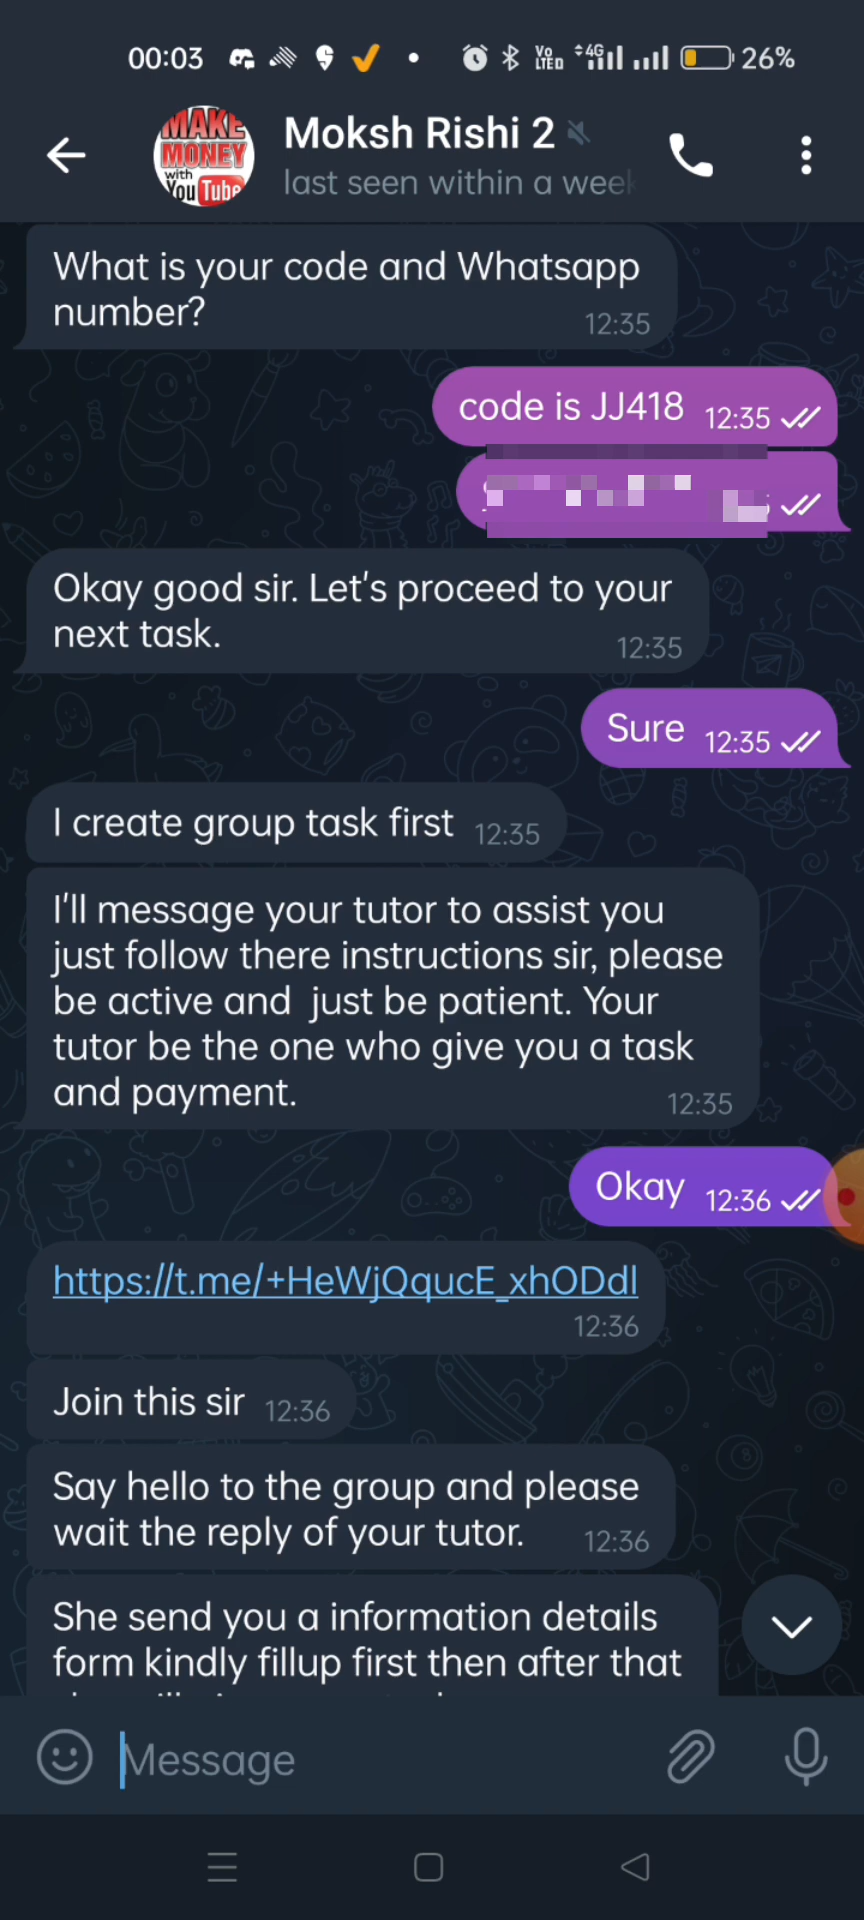 00:03
Vo
LTED
4G
26%
MAKE
MONEY
with
YouTube
Moksh Rishi 2
last seen within a week
What is your code and Whatsapp
number?
12:35
code is JJ418 12:35
Okay good sir. Let's proceed to your
next task.
12:35
Sure 12:35
I create group task first 12:35
I'll message your tutor to assist you
just follow there instructions sir, please
be active and  just be patient. Your
tutor be the one who give you a task
and payment.
12:35
Okay 12:36
https://t.me/+HeWjQqucE_xhODdl
12:36
Join this sir 12:36
Say hello to the group and please
wait the reply of your tutor.
12:36
She send you a information details
form kindly fillup first then after that
Message